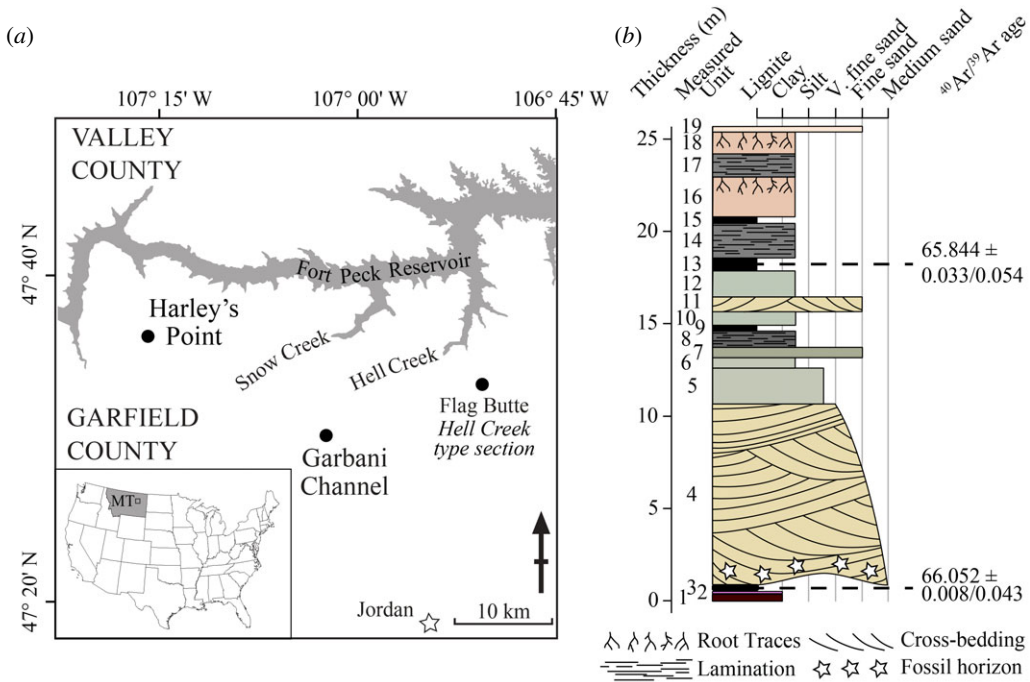 (a)
107° 15' W
107° 00' W
106° 45' W
47° 40' N
47° 20' N
VALLEY
COUNTY
Fort Peck Reservoir
Harley's
Point
Snow Creek
Hell Creek
Flag Butte
Hell Creek
type section
GARFIELD
COUNTY
Garbani
Channel
MT
Jordan
10 km
(b)
Thickness (m)
Measured
Unit
Lignite
Clay
Silt
V. fine sand
Fine sand
Medium sand
⁴⁰Ar/³⁹Ar age
25
20
15
10
5
0
19
18
17
16
15
14
13
12
11
10
9
8
7
6
5
4
3
2
1
65.844 ±
0.033/0.054
66.052 ±
0.008/0.043
Root Traces
Cross-bedding
Lamination
Fossil horizon